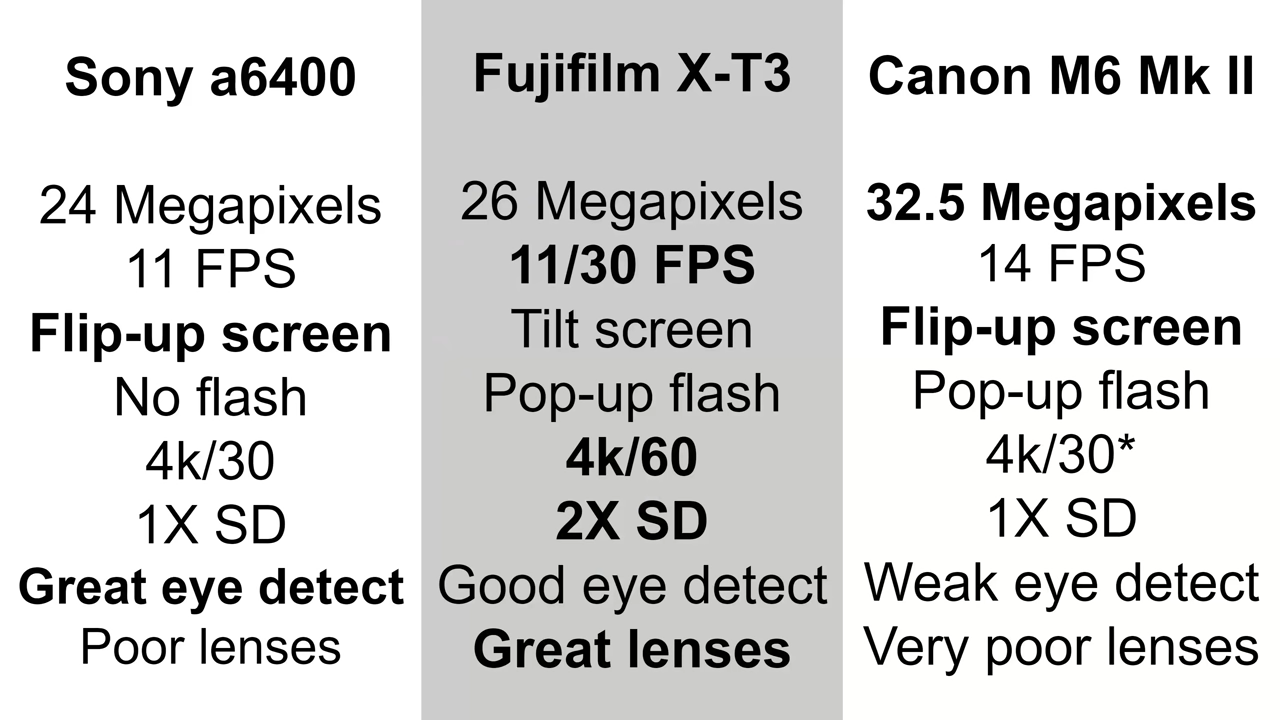 Sony a6400
24 Megapixels
11 FPS
Flip-up screen
No flash
4k/30
1X SD
Great eye detect
Poor lenses
Fujifilm X-T3
26 Megapixels
11/30 FPS
Tilt screen
Pop-up flash
4k/60
2X SD
Good eye detect
Great lenses
Canon M6 Mk II
32.5 Megapixels
14 FPS
Flip-up screen
Pop-up flash
4k/30*
1X SD
Weak eye detect
Very poor lenses